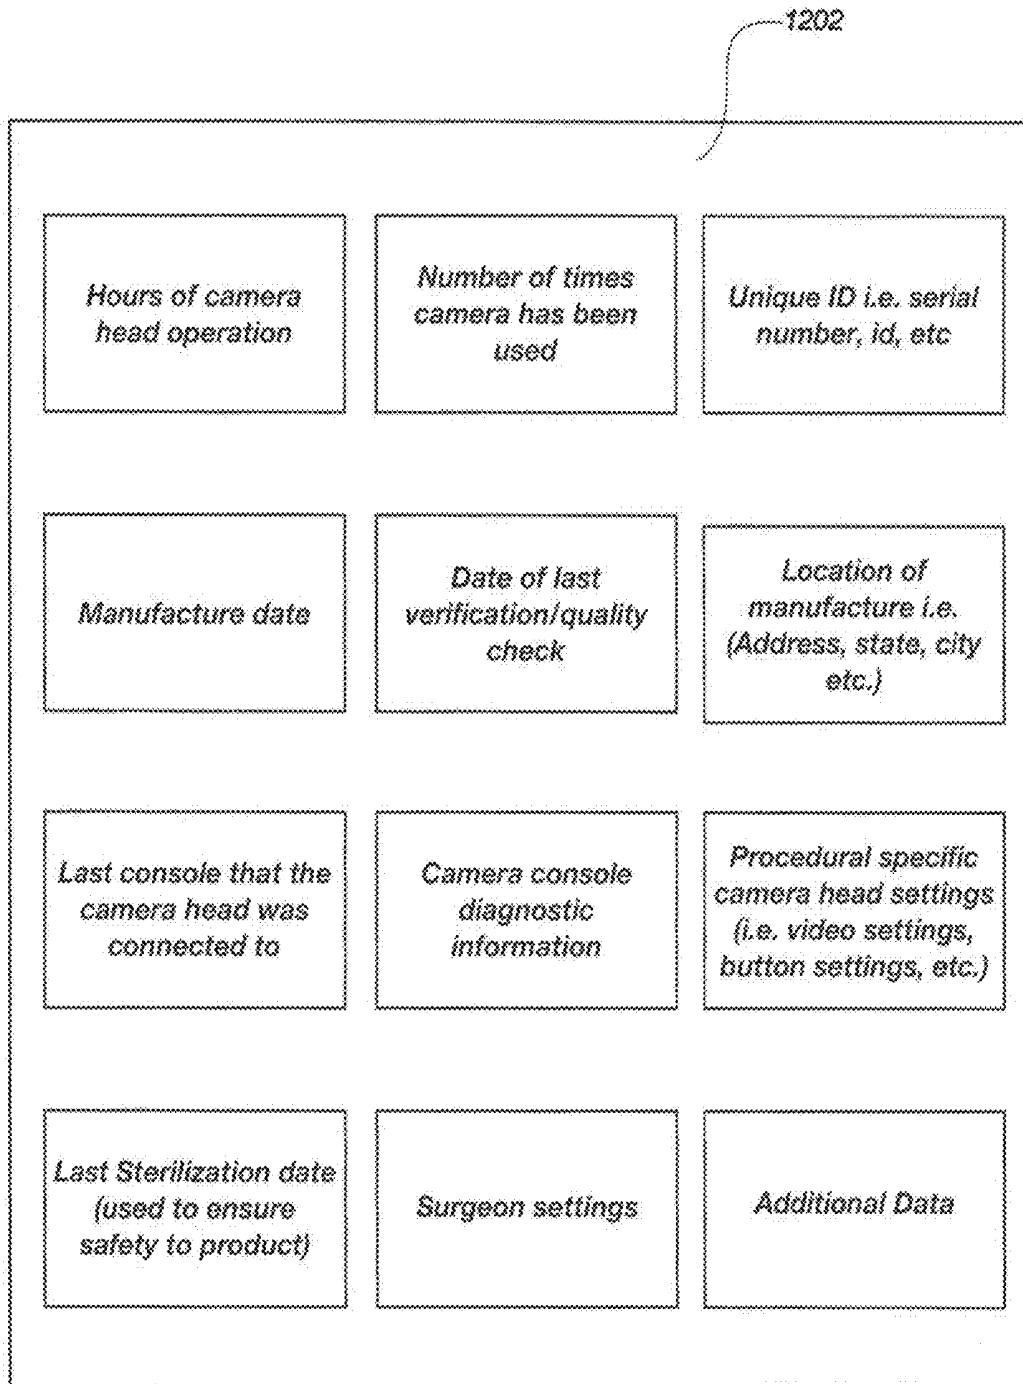 1202
Hours of camera
head operation
Number of times
camera has been
used
Unique ID i.e. serial
number, id, etc
Manufacture date
Date of last
verification/quality
check
Location of
manufacture i.e.
(Address, state, city
etc.)
Last console that the
camera head was
connected to
Camera console
diagnostic
information
Procedural specific
camera head settings
(i.e. video settings,
button settings, etc.)
Last Sterilization date
(used to ensure
safety to product)
Surgeon settings
Additional Data